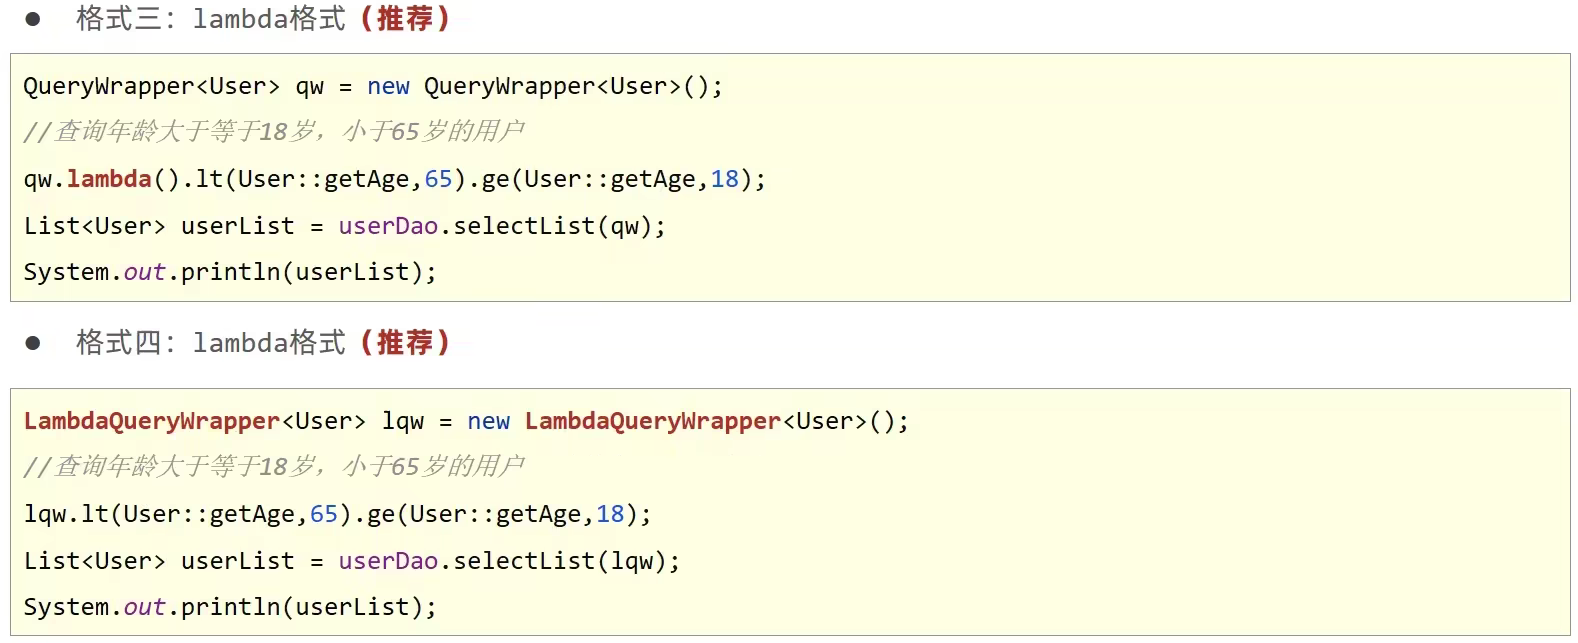 ● 格式三：lambda格式（推荐）
QueryWrapper<User> qw = new QueryWrapper<User>();
//查询年龄大于等于18岁，小于65岁的用户
qw.lambda().lt(User::getAge,65).ge(User::getAge,18);
List<User> userList = userDao.selectList(qw);
System.out.println(userList);
● 格式四：lambda格式（推荐）
LambdaQueryWrapper<User> lqw = new LambdaQueryWrapper<User>();
//查询年龄大于等于18岁，小于65岁的用户
lqw.lt(User::getAge,65).ge(User::getAge,18);
List<User> userList = userDao.selectList(lqw);
System.out.println(userList);